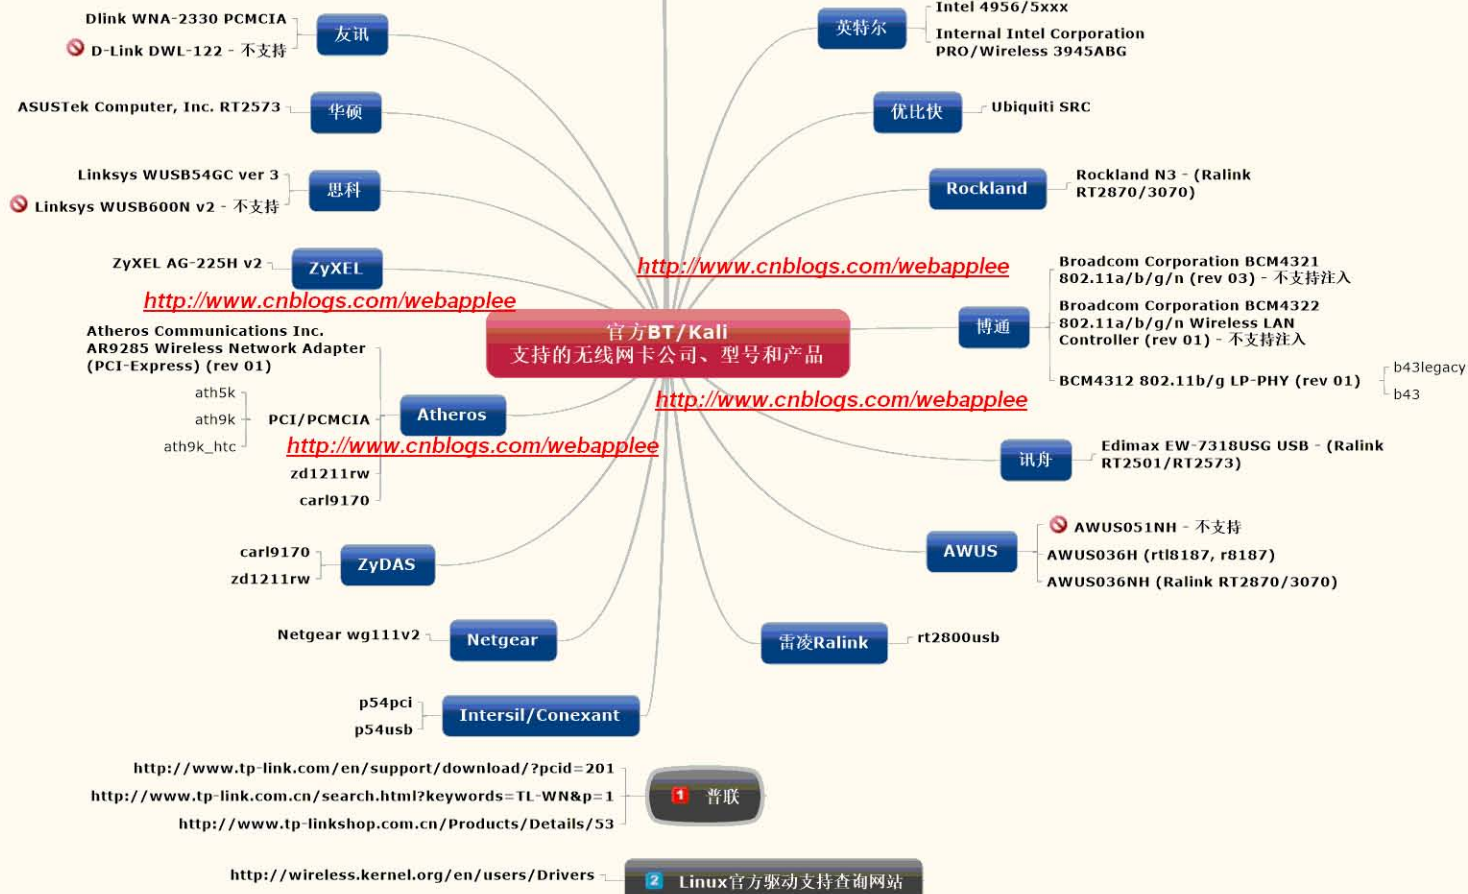 Dlink WNA-2330 PCMCIA
D-Link DWL-122 - 不支持
友讯
ASUSTek Computer, Inc. RT2573
华硕
Linksys WUSB54GC ver 3
Linksys WUSB600N v2 - 不支持
思科
ZyXEL AG-225H v2
ZyXEL
http://www.cnblogs.com/webapplee
Atheros Communications Inc.
AR9285 Wireless Network Adapter
(PCI-Express) (rev 01)
ath5k
ath9k
ath9k_htc
PCI/PCMCIA
Atheros
http://www.cnblogs.com/webapplee
zd1211rw
carl9170
carl9170
zd1211rw
ZyDAS
Netgear wg111v2
Netgear
p54pci
p54usb
Intersil/Conexant
官方BT/Kali
支持的无线网卡公司、型号和产品
英特尔
Intel 4956/5xxx
Internal Intel Corporation
PRO/Wireless 3945ABG
优比快
Ubiquiti SRC
Rockland
Rockland N3 - (Ralink
RT2870/3070)
http://www.cnblogs.com/webapplee
博通
Broadcom Corporation BCM4321
802.11a/b/g/n (rev 03) - 不支持注入
Broadcom Corporation BCM4322
802.11a/b/g/n Wireless LAN
Controller (rev 01) - 不支持注入
BCM4312 802.11b/g LP-PHY (rev 01)
b43legacy
b43
http://www.cnblogs.com/webapplee
讯舟
Edimax EW-7318USG USB - (Ralink
RT2501/RT2573)
AWUS
AWUS051NH - 不支持
AWUS036H (rtl8187, r8187)
AWUS036NH (Ralink RT2870/3070)
雷凌Ralink
rt2800usb
http://www.tp-link.com/en/support/download/?pcid=201
http://www.tp-link.com.cn/search.html?keywords=TL-WN&p=1
http://www.tp-linkshop.com.cn/Products/Details/53
1 普联
http://wireless.kernel.org/en/users/Drivers
2 Linux官方驱动支持查询网站